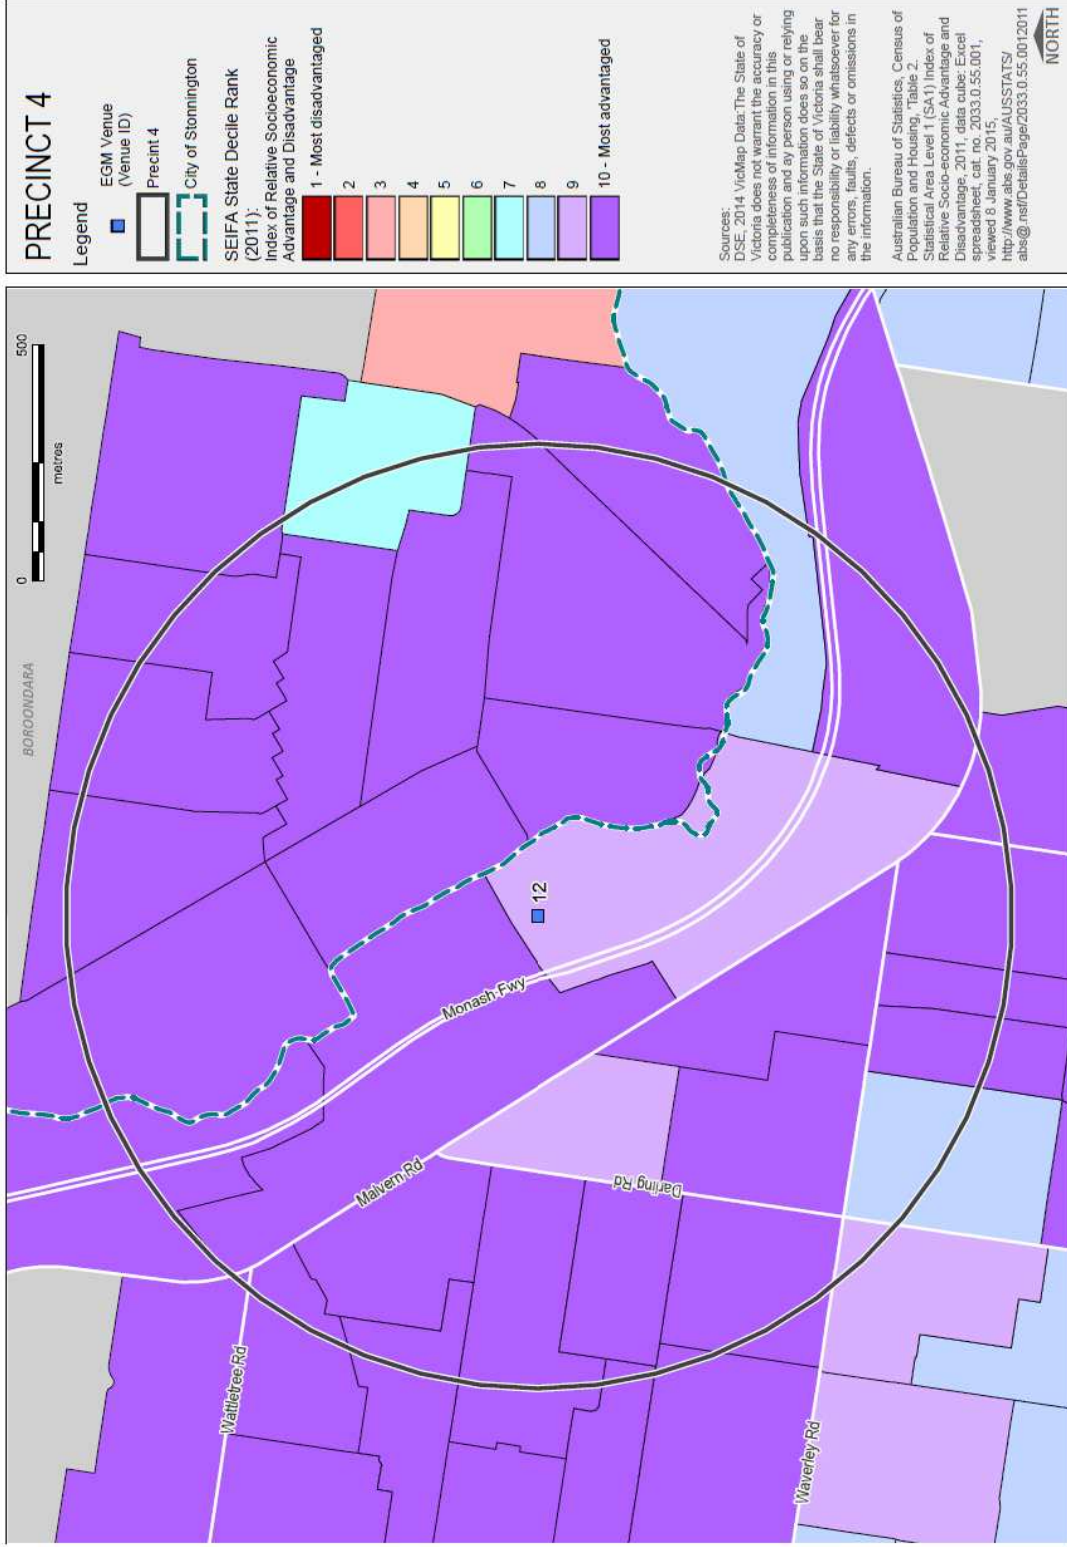 PRECINCT 4
Legend
EGM Venue
(Venue ID)
Precint 4
City of Stonnington
SEIFA State Decile Rank
(2011):
Index of Relative Socioeconomic
Advantage and Disadvantage
1 - Most disadvantaged
2
3
4
5
6
7
8
9
10 - Most advantaged
Sources:
DSE, 2014 VicMap Data:The State of
Victoria does not warrant the accuracy or
completeness of information in this
publication and ay person using or relying
upon such information does so on the
basis that the State of Victoria shall bear
no responsibility or liability whatsoever for
any errors, faults, defects or omissions in
the information.
Australian Bureau of Statistics, Census of
Population and Housing, "Table 2.
Statistical Area Level 1 (SA1) Index of
Relative Socio-economic Advantage and
Disadvantage, 2011, data cube: Excel
spreadsheet, cat. no. 2033.0.55.001,
viewed 8 January 2015,
http://www.abs.gov.au/AUSSTATS/
abs@.nsf/DetailsPage/2033.0.55.0012011
NORTH
0
500
metres
BOROONDARA
12
Monash Fwy
Malvern Rd
Darling Rd
Wattletree Rd
Waverley Rd